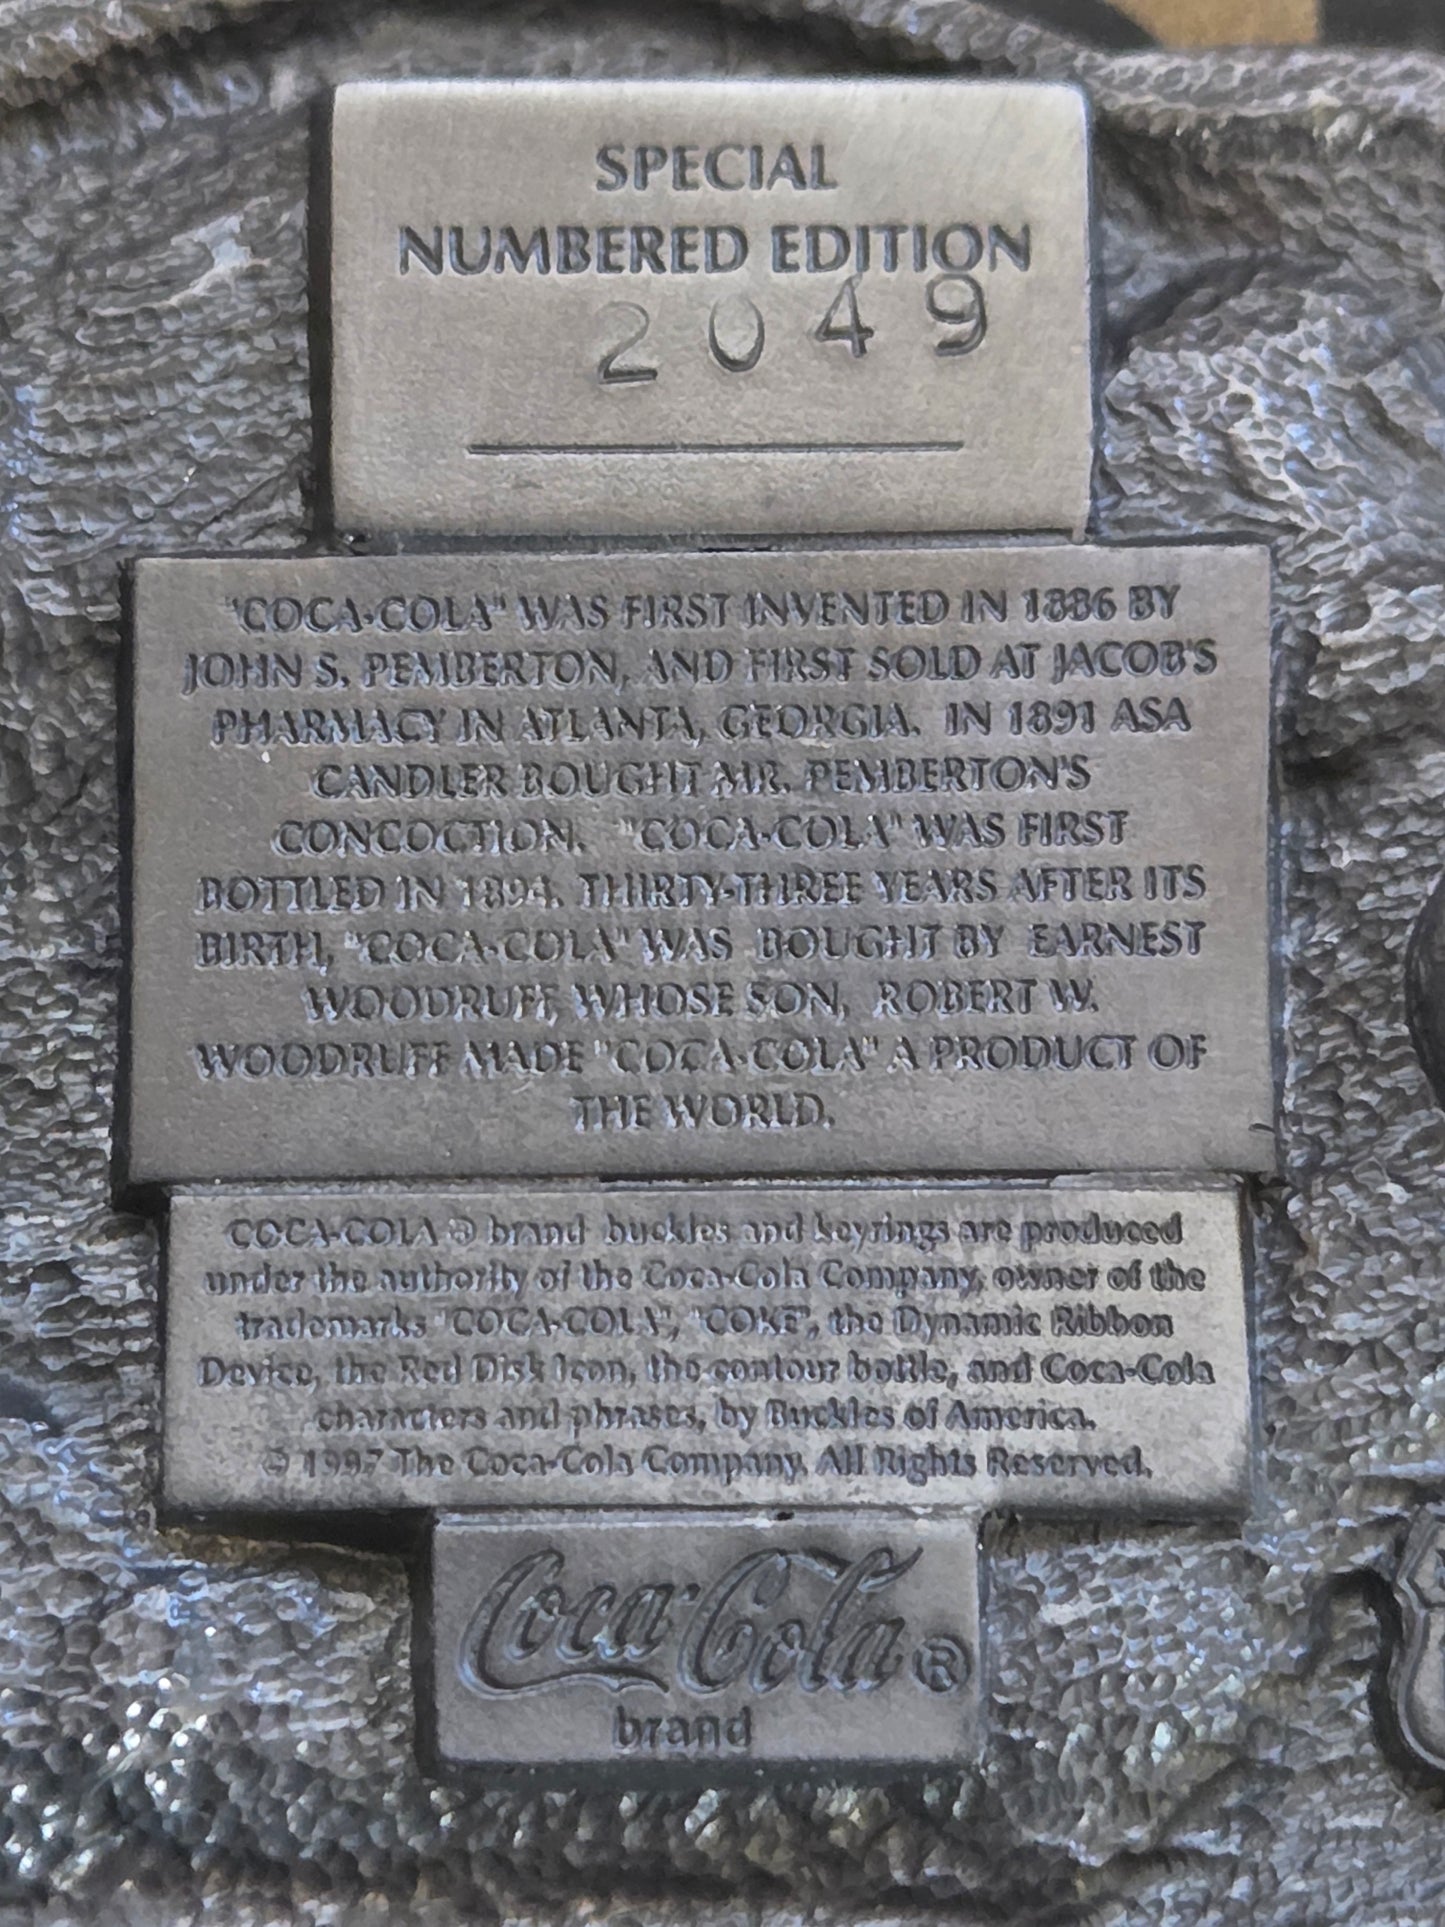 SPECIAL
NUMBERED EDITION
2049
"COCA-COLA" WAS FIRST INVENTED IN 1886 BY
JOHN S. PEMBERTON, AND FIRST SOLD AT JACOB'S
PHARMACY IN ATLANTA, GEORGIA. IN 1891 ASA
CANDLER BOUGHT MR. PEMBERTON'S
CONCOCTION. "COCA-COLA" WAS FIRST
BOTTLED IN 1894. THIRTY-THREE YEARS AFTER ITS
BIRTH, "COCA-COLA" WAS BOUGHT BY EARNEST
WOODRUFF, WHOSE SON, ROBERT W.
WOODRUFF MADE "COCA-COLA" A PRODUCT OF
THE WORLD.
COCA-COLA ® brand buckles and keyrings are produced
under the authority of the Coca-Cola Company, owner of the
trademarks "COCA-COLA", "COKE", the Dynamic Ribbon
Device, the Red Disk Icon, the contour bottle, and Coca-Cola
characters and phrases, by Buckles of America.
© 1997 The Coca-Cola Company. All Rights Reserved.
Coca-Cola ®
brand